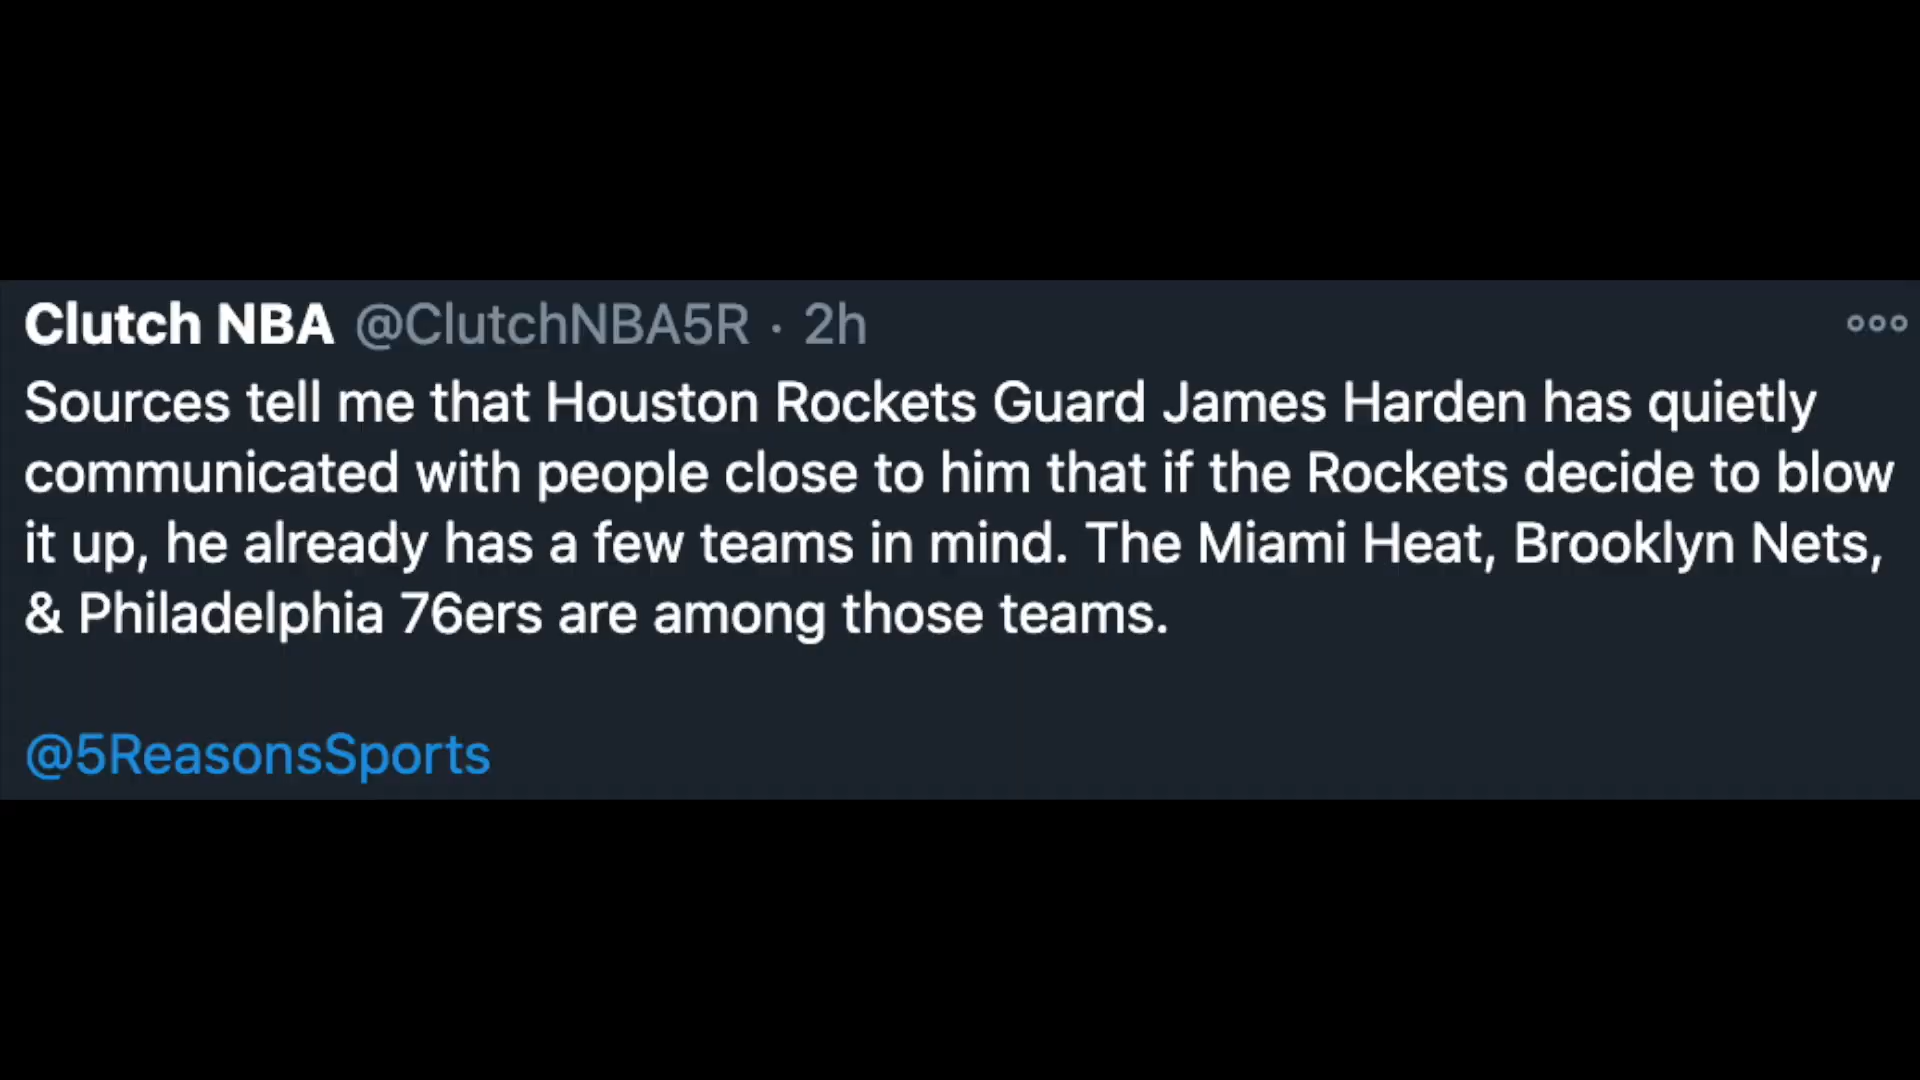 Clutch NBA @ClutchNBA5R · 2h
Sources tell me that Houston Rockets Guard James Harden has quietly
communicated with people close to him that if the Rockets decide to blow
it up, he already has a few teams in mind. The Miami Heat, Brooklyn Nets,
& Philadelphia 76ers are among those teams.
@5ReasonsSports